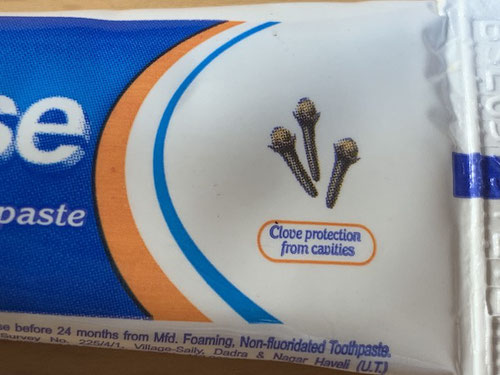 se
paste
Clove protection
from cavities
se before 24 months from Mfd. Foaming, Non-fluoridated Toothpaste.
Survey No. 225/4/1, Village-Saily, Dadra & Nagar Haveli (U.T.)